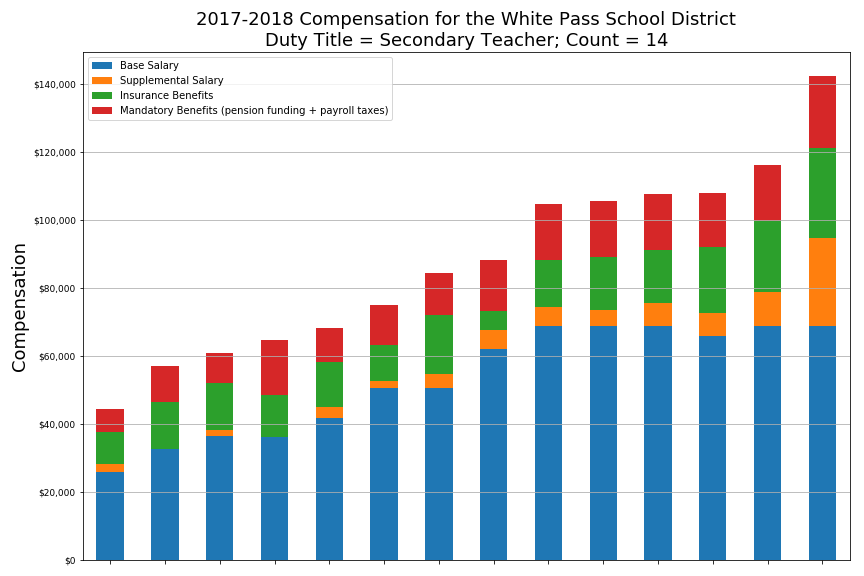 2017-2018 Compensation for the White Pass School District
Duty Title = Secondary Teacher; Count = 14
Base Salary
Supplemental Salary
Insurance Benefits
Mandatory Benefits (pension funding + payroll taxes)
$140,000
$120,000
$100,000
$80,000
$60,000
$40,000
$20,000
$0
Compensation